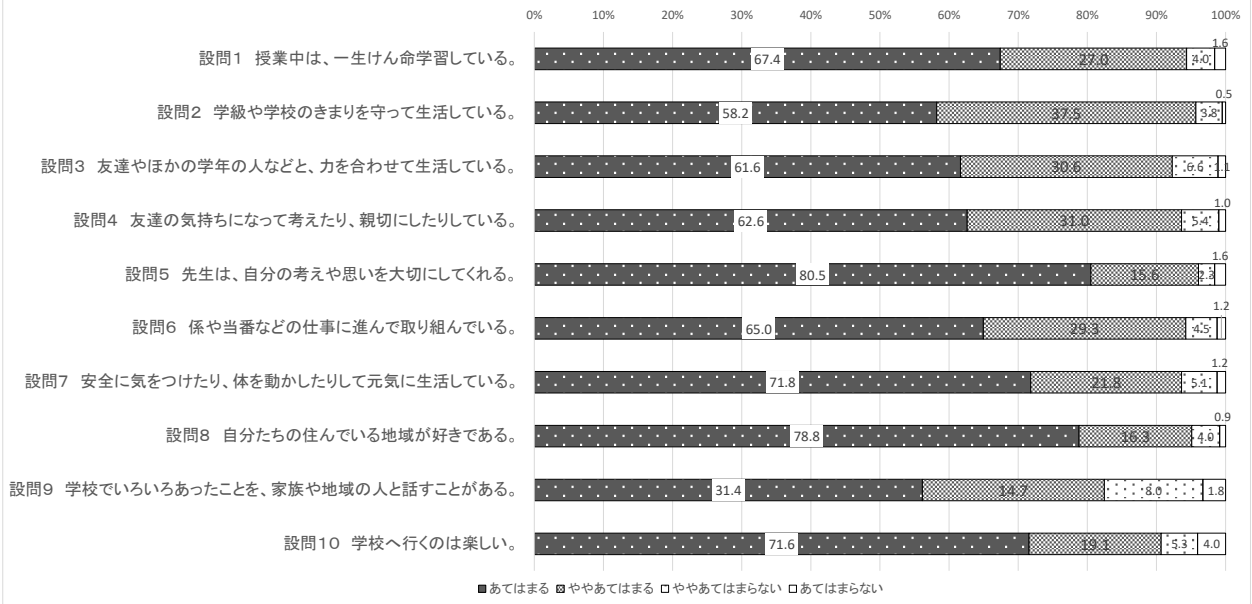 0% 10% 20% 30% 40% 50% 60% 70% 80% 90% 100%
設問1 授業中は、一生けん命学習している。 67.4 27.0 4.0 1.6
設問2 学級や学校のきまりを守って生活している。 58.2 37.5 3.8 0.5
設問3 友達やほかの学年の人などと、力を合わせて生活している。 61.6 30.6 6.6 1.1
設問4 友達の気持ちになって考えたり、親切にしたりしている。 62.6 31.0 5.4 1.0
設問5 先生は、自分の考えや思いを大切にしてくれる。 80.5 15.6 2.3 1.6
設問6 係や当番などの仕事に進んで取り組んでいる。 65.0 29.3 4.5 1.2
設問7 安全に気をつけたり、体を動かしたりして元気に生活している。 71.8 21.8 5.1 1.2
設問8 自分たちの住んでいる地域が好きである。 78.8 16.3 4.0 0.9
設問9 学校でいろいろあったことを、家族や地域の人と話すことがある。 31.4 14.7 8.0 1.8
設問10 学校へ行くのは楽しい。 71.6 19.1 5.3 4.0
あてはまる ややあてはまる ややあてはまらない あてはまらない